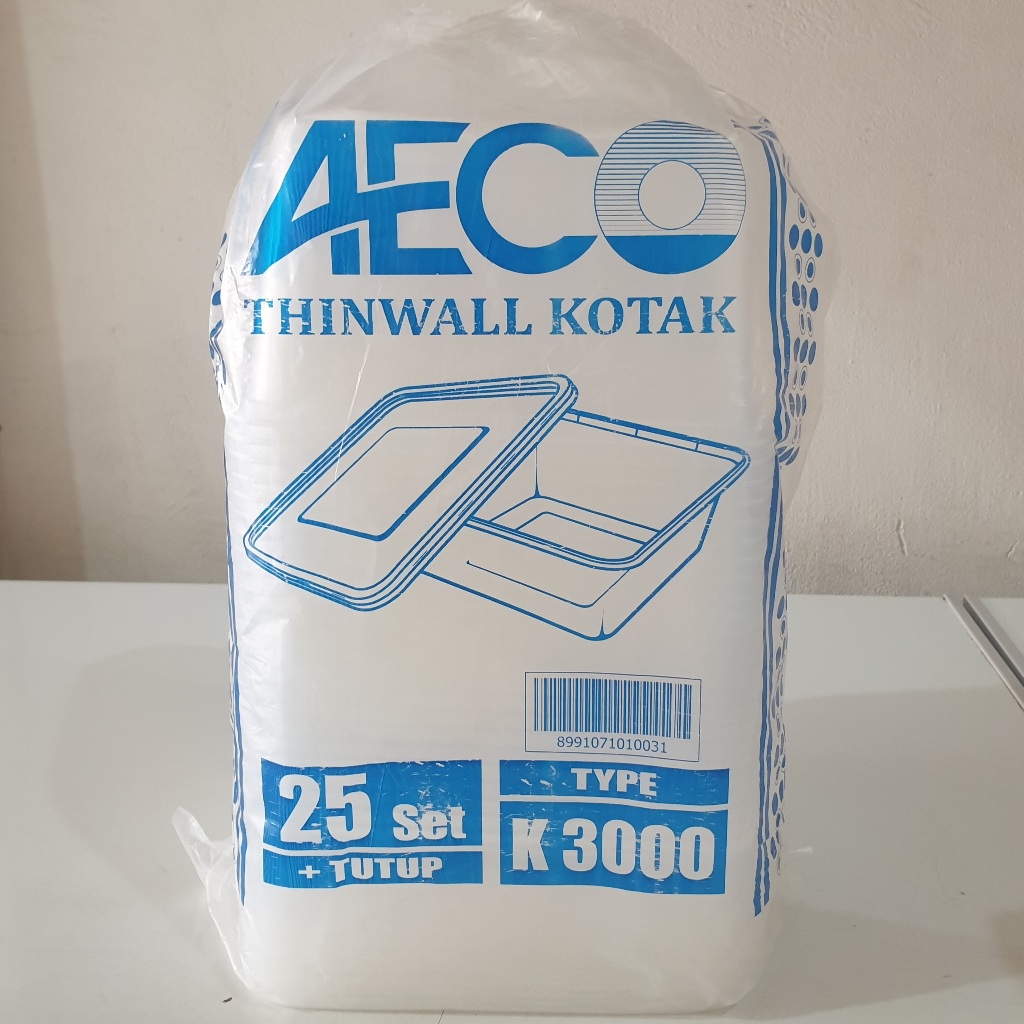 AECO
THINWALL KOTAK
8991071010031
25 Set
+ TUTUP
TYPE
K 3000